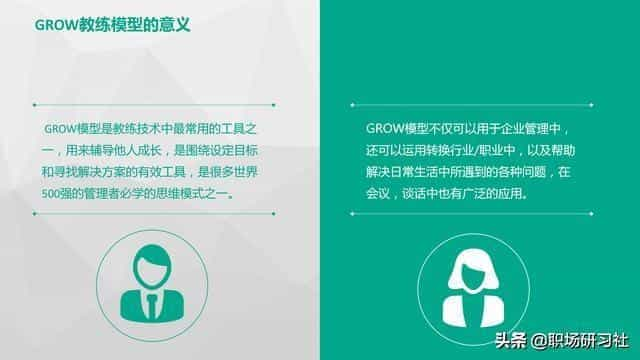 GROW教练模型的意义
GROW模型是教练技术中最常用的工具之
一，用来辅导他人成长，是围绕设定目标
和寻找解决方案的有效工具，是很多世界
500强的管理者必学的思维模式之一。
GROW模型不仅可以用于企业管理中，
还可以运用转换行业/职业中，以及帮助
解决日常生活中所遇到的各种问题，在
会议，谈话中也有广泛的应用。
头条 @职场研习社